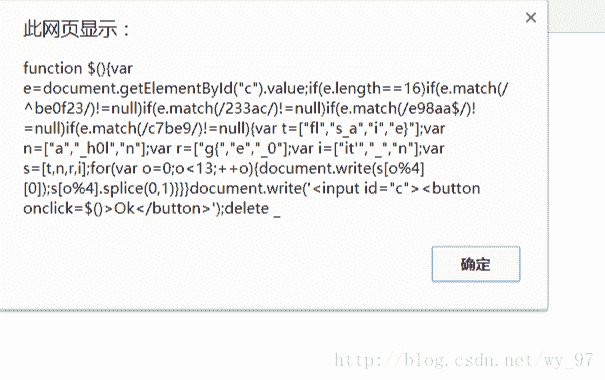 此网页显示：
function $(){var
e=document.getElementById("c").value;if(e.length==16)if(e.match(/
^be0f23/)!=null)if(e.match(/233ac/)!=null)if(e.match(/e98aa$/)!
=null)if(e.match(/c7be9/)!=null){var t=["fl","s_a","i","e}"];var
n=["a","_h0l","n"];var r=["g{","e","_0"];var i=["it'","_","n"];var
s=[t,n,r,i];for(var o=0;o<13;++o){document.write(s[o%4]
[0]);s[o%4].splice(0,1)}}}document.write('<input id="c"><button
onclick=$()>Ok</button>');delete _
确定
http://blog.csdn.net/wy_97